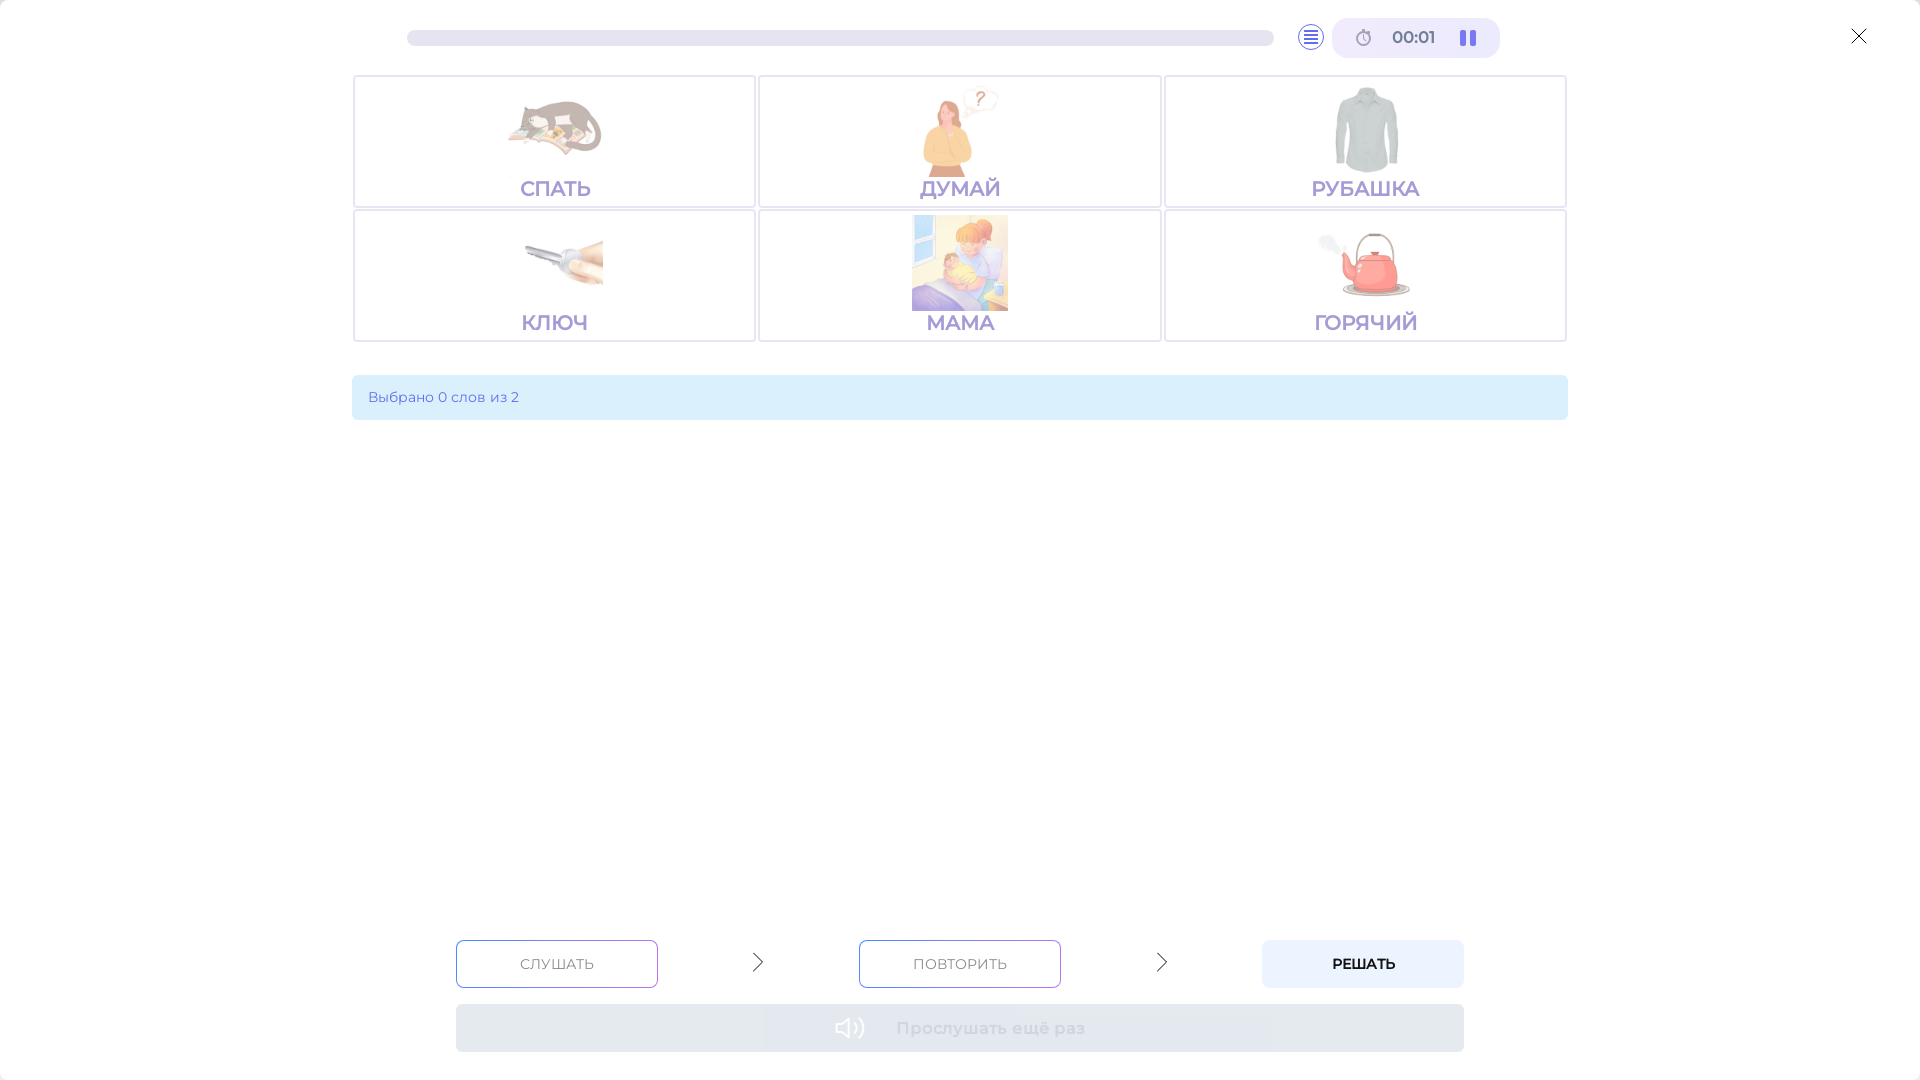 00:01
СПАТЬ
ДУМАЙ
РУБАШКА
КЛЮЧ
МАМА
ГОРЯЧИЙ
Выбрано 0 слов из 2
СЛУШАТЬ
ПОВТОРИТЬ
РЕШАТЬ
Прослушать ещё раз